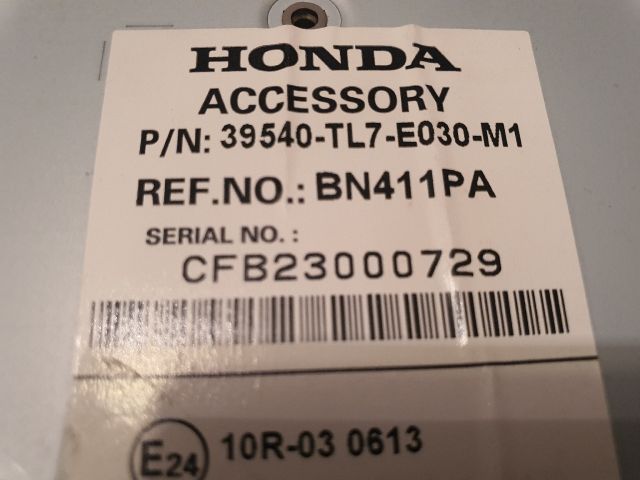 HONDA
ACCESSORY
P/N: 39540-TL7-E030-M1
REF.NO.: BN411PA
SERIAL NO. :
CFB23000729
E24 10R-03 0613